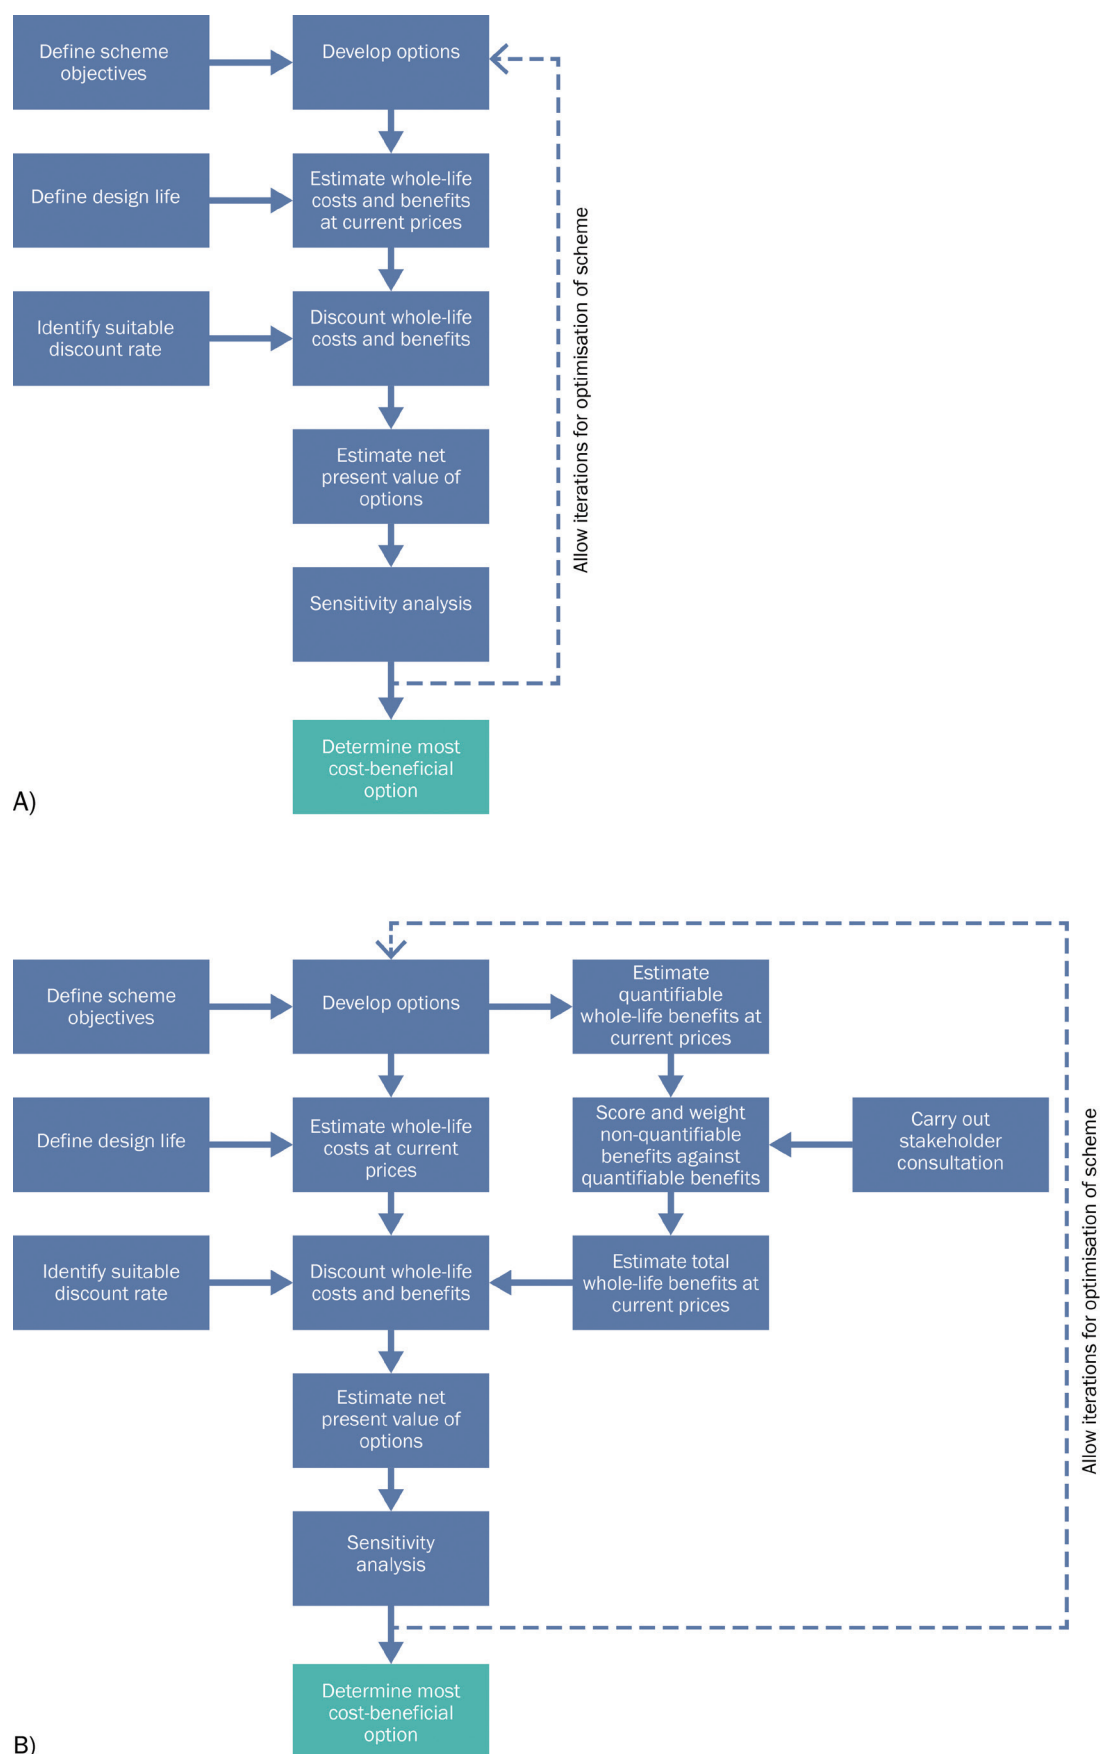 Define scheme
objectives
Develop options
Define design life
Estimate whole-life
costs and benefits
at current prices
Identify suitable
discount rate
Discount whole-life
costs and benefits
Estimate net
present value of
options
Sensitivity analysis
Determine most
cost-beneficial
option
Allow iterations for optimisation of scheme
A)
Define scheme
objectives
Develop options
Estimate
quantifiable
whole-life benefits at
current prices
Define design life
Estimate whole-life
costs at current
prices
Score and weight
non-quantifiable
benefits against
quantifiable benefits
Carry out
stakeholder
consultation
Identify suitable
discount rate
Discount whole-life
costs and benefits
Estimate total
whole-life benefits at
current prices
Estimate net
present value of
options
Sensitivity
analysis
Determine most
cost-beneficial
option
Allow iterations for optimisation of scheme
B)